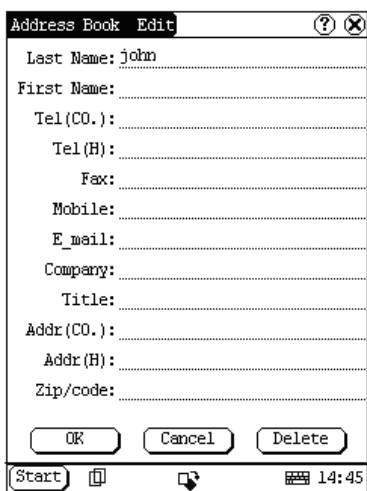 Address Book Edit ?
Last Name: john
First Name:
Tel(CO.):
Tel(H):
Fax:
Mobile:
E_mail:
Company:
Title:
Addr(CO.):
Addr(H):
Zip/code:
OK Cancel Delete
Start 14:45